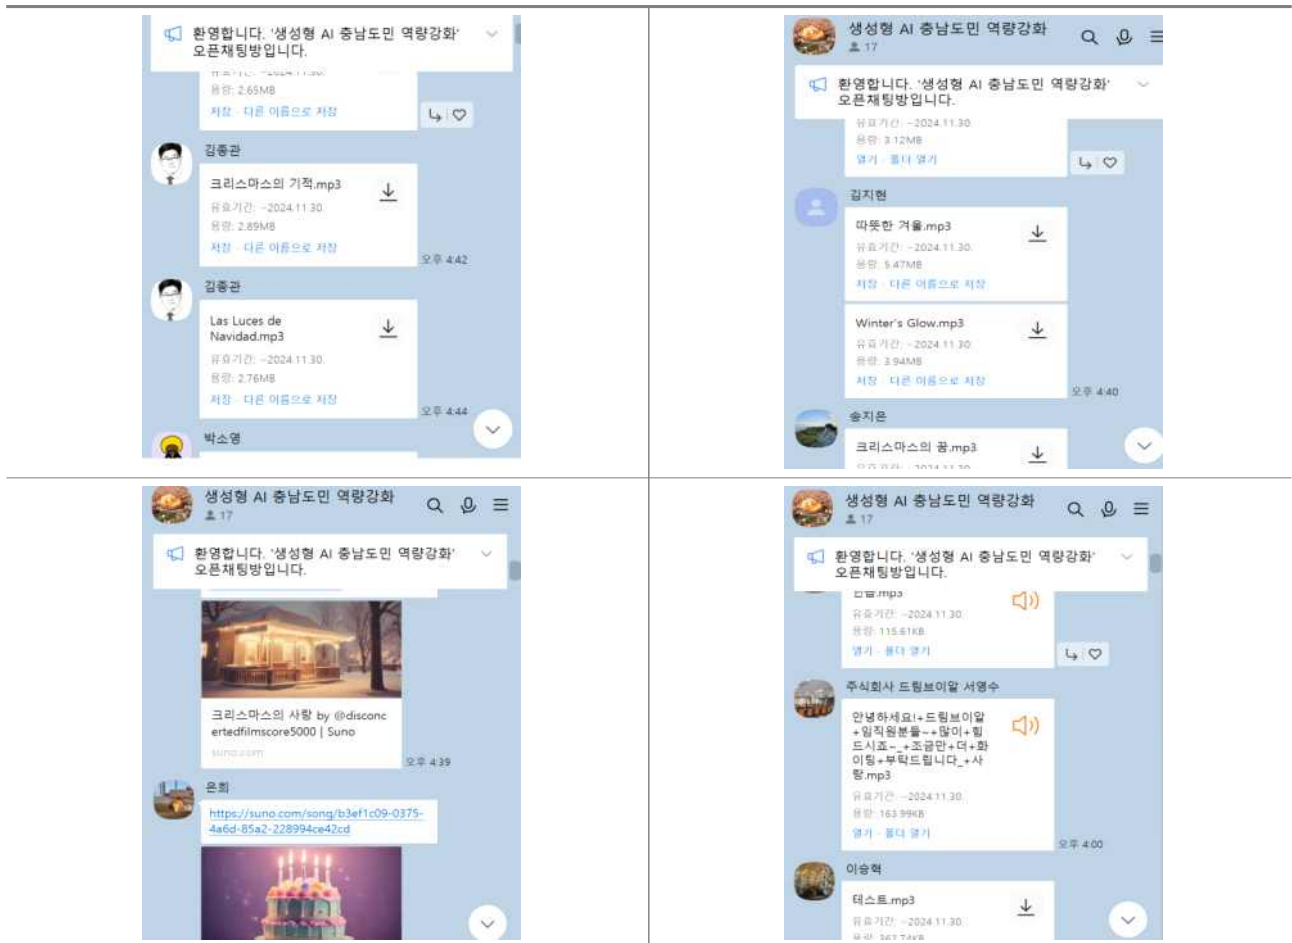 환영합니다. '생성형 AI 충남도민 역량강화'
오픈채팅방입니다.
용량: 2.65MB
저장 · 다른 이름으로 저장
김종관
크리스마스의 기적.mp3
유효기간: ~2024.11.30.
용량: 2.89MB
저장 · 다른 이름으로 저장
오후 4:42
김종관
Las Luces de
Navidad.mp3
유효기간: ~2024.11.30.
용량: 2.76MB
저장 · 다른 이름으로 저장
오후 4:44
박소영
생성형 AI 충남도민 역량강화
17
환영합니다. '생성형 AI 충남도민 역량강화'
오픈채팅방입니다.
유효기간: ~2024.11.30.
용량: 3.12MB
열기 · 폴더 열기
김지현
따뜻한 겨울.mp3
유효기간: ~2024.11.30.
용량: 5.47MB
저장 · 다른 이름으로 저장
Winter's Glow.mp3
유효기간: ~2024.11.30.
용량: 3.94MB
저장 · 다른 이름으로 저장
오후 4:40
송지은
크리스마스의 꿈.mp3
생성형 AI 충남도민 역량강화
17
환영합니다. '생성형 AI 충남도민 역량강화'
오픈채팅방입니다.
크리스마스의 사랑 by @disconc
ertedfilmscore5000 | Suno
suno.com
오후 4:39
은희
https://suno.com/song/b3ef1c09-0375-
4a6d-85a2-228994ce42cd
생성형 AI 충남도민 역량강화
17
환영합니다. '생성형 AI 충남도민 역량강화'
오픈채팅방입니다.
유효기간: ~2024.11.30.
용량: 115.61KB
열기 · 폴더 열기
주식회사 드림브이알 서영수
안녕하세요!+드림브이알
+임직원분들~+많이+힘
드시죠~_+조금만+더+화
이팅+부탁드립니다_+사
랑.mp3
유효기간: ~2024.11.30.
용량: 163.99KB
열기 · 폴더 열기
오후 4:00
이승혁
테스트.mp3
유효기간: ~2024.11.30.